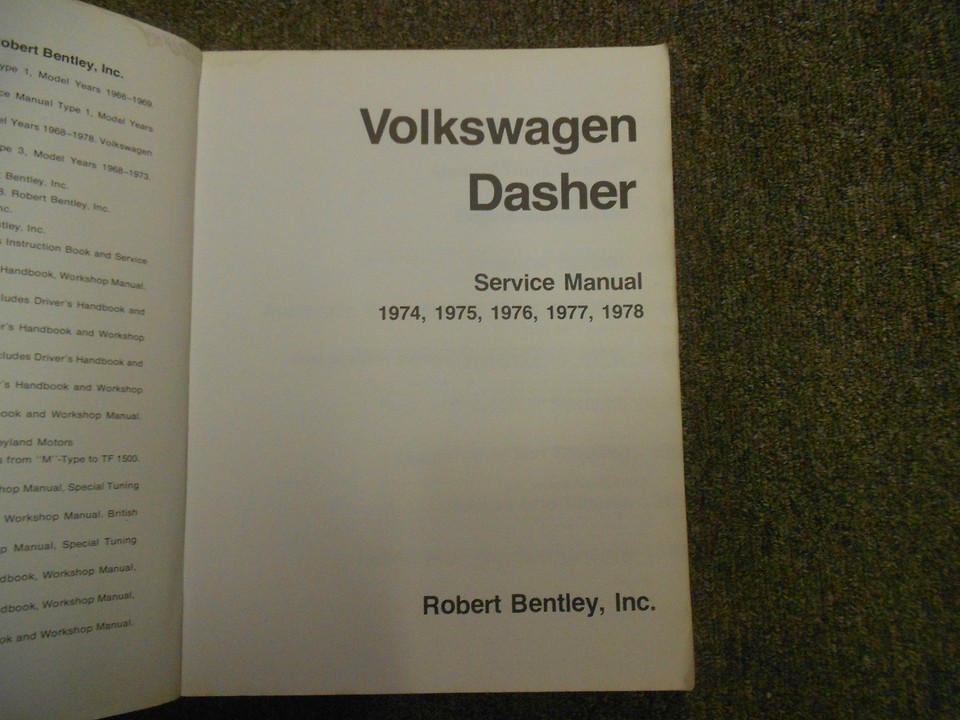 obert Bentley, Inc.
ype 1, Model Years 1966–1969.
ce Manual Type 1, Model Years
el Years 1968–1978. Volkswagen
pe 3, Model Years 1968–1973.
Bentley, Inc.
8. Robert Bentley, Inc.
nc.
tley, Inc.
s Instruction Book and Service
Handbook, Workshop Manual,
ludes Driver's Handbook and
r's Handbook and Workshop
cludes Driver's Handbook and
's Handbook and Workshop
ook and Workshop Manual.
eyland Motors
s from "M"-Type to TF 1500.
hop Manual, Special Tuning
Workshop Manual. British
p Manual, Special Tuning
dbook, Workshop Manual,
dbook, Workshop Manual,
ok and Workshop Manual.
Volkswagen
Dasher
Service Manual
1974, 1975, 1976, 1977, 1978
Robert Bentley, Inc.